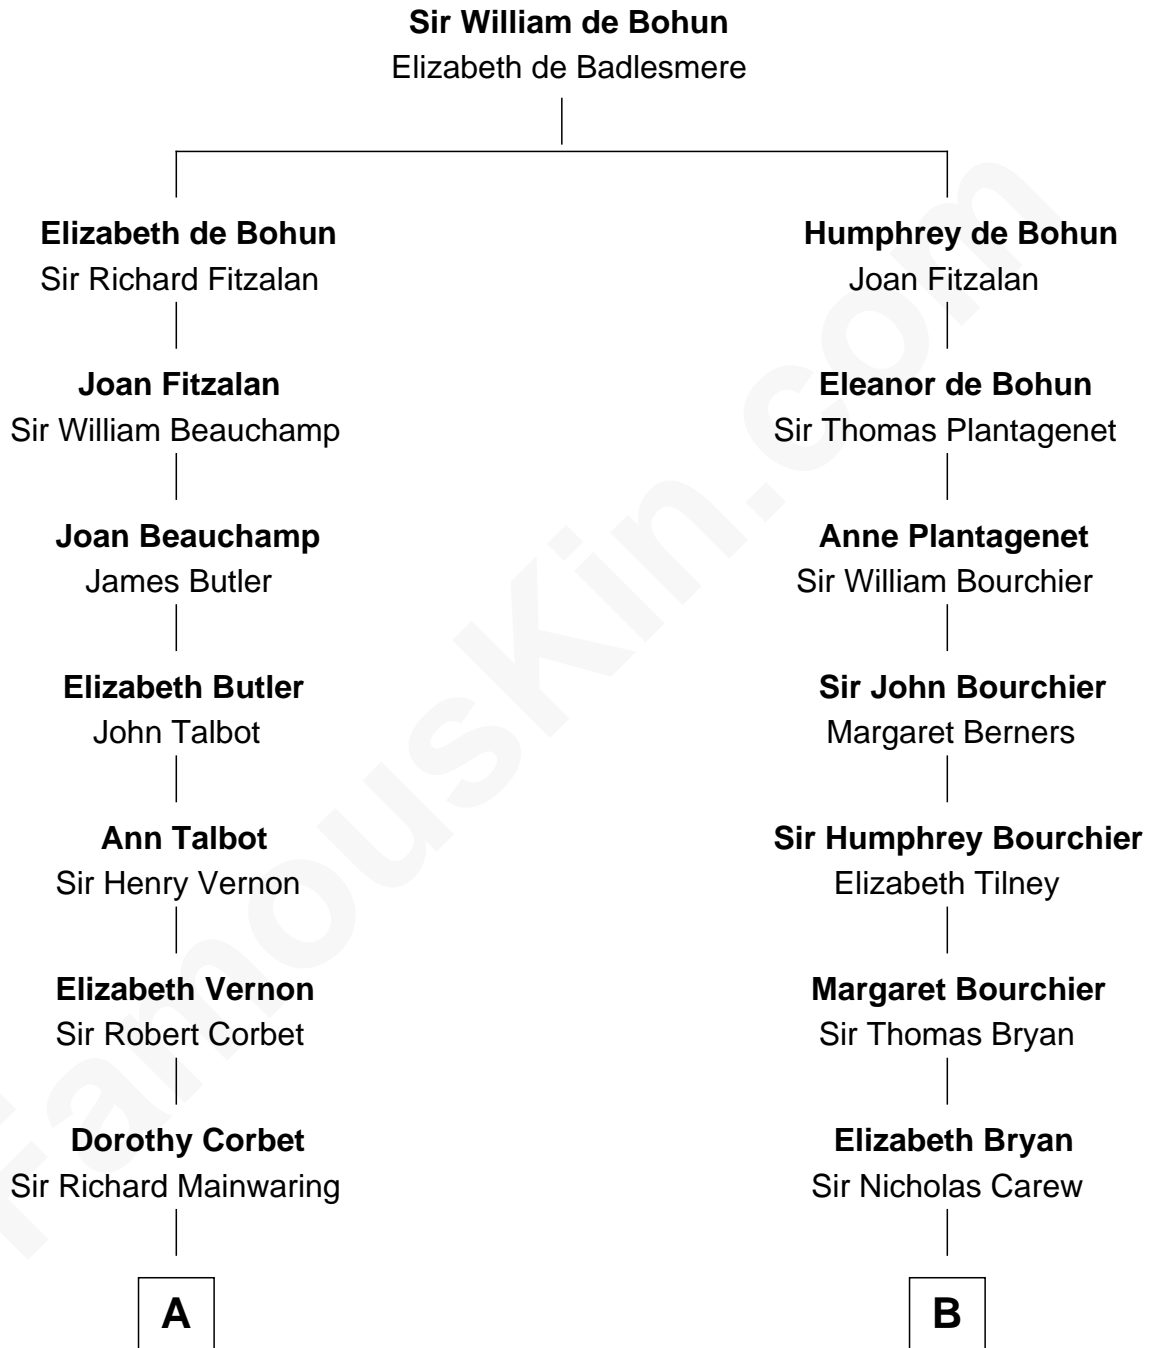 Sir William de Bohun
Elizabeth de Badlesmere
Elizabeth de Bohun
Sir Richard Fitzalan
Humphrey de Bohun
Joan Fitzalan
Joan Fitzalan
Sir William Beauchamp
Eleanor de Bohun
Sir Thomas Plantagenet
Joan Beauchamp
James Butler
Anne Plantagenet
Sir William Bourchier
Elizabeth Butler
John Talbot
Sir John Bourchier
Margaret Berners
Ann Talbot
Sir Henry Vernon
Sir Humphrey Bourchier
Elizabeth Tilney
Elizabeth Vernon
Sir Robert Corbet
Margaret Bourchier
Sir Thomas Bryan
Dorothy Corbet
Sir Richard Mainwaring
Elizabeth Bryan
Sir Nicholas Carew
A
B
FamousKin.com